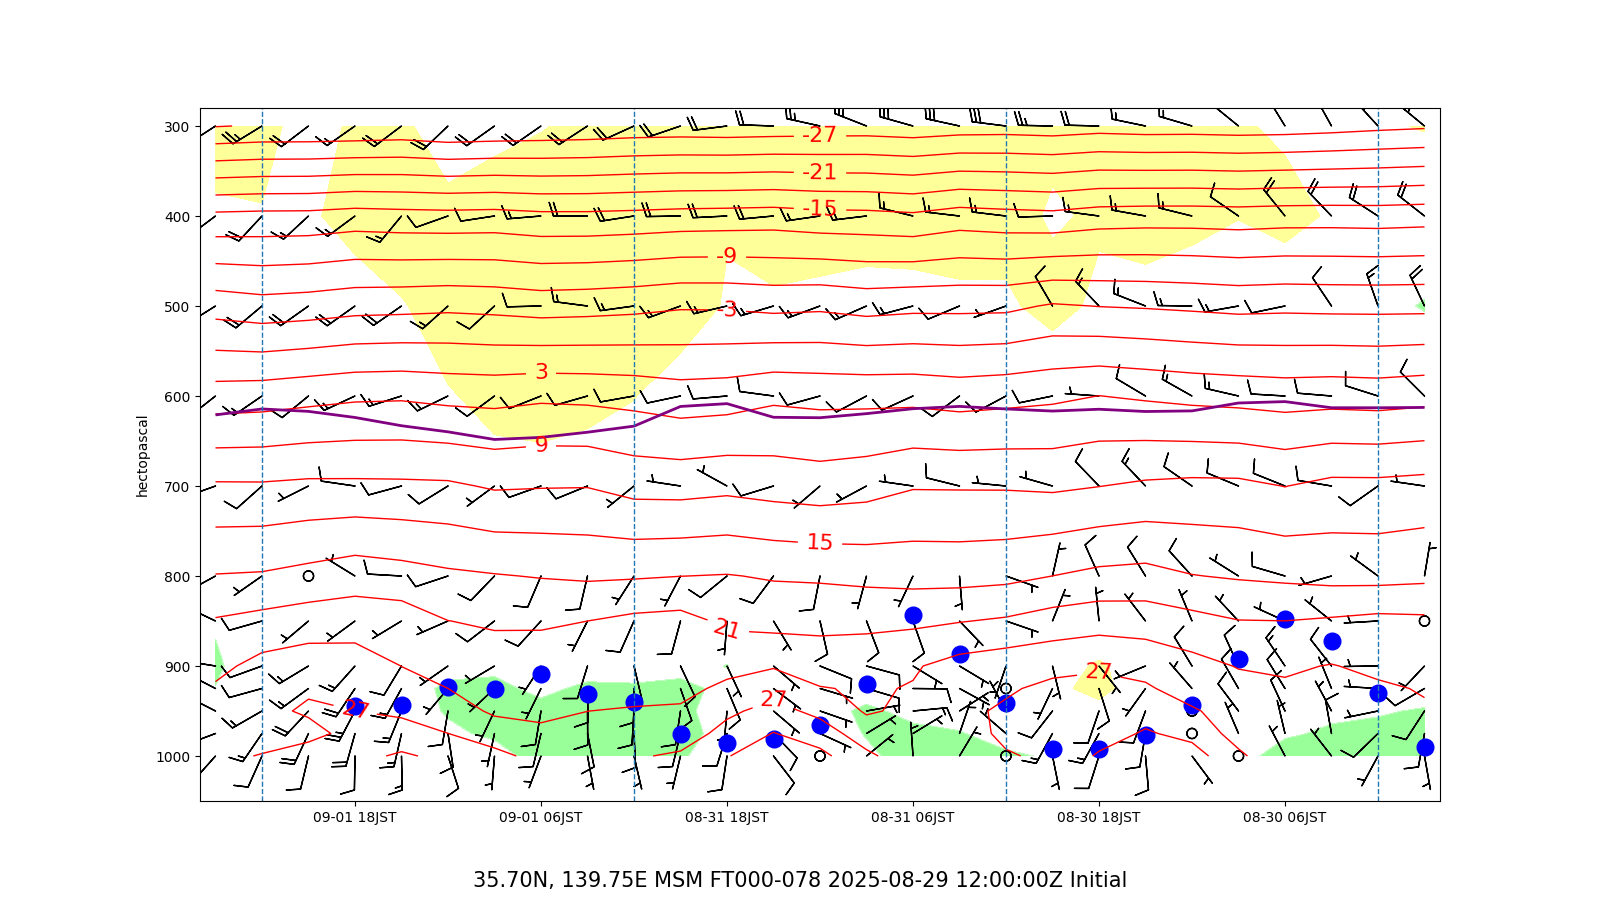 hectopascal
300
400
500
600
700
800
900
1000
-27
-21
-15
-9
-3
3
9
15
21
27
27
27
09-01 18JST
09-01 06JST
08-31 18JST
08-31 06JST
08-30 18JST
08-30 06JST
35.70N, 139.75E MSM FT000-078 2025-08-29 12:00:00Z Initial